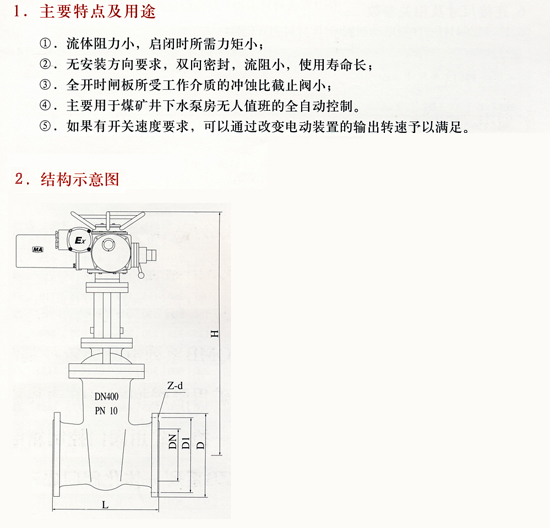 1. 主要特点及用途
①. 流体阻力小，启闭时所需力矩小；
②. 无安装方向要求，双向密封，流阻小，使用寿命长；
③. 全开时闸板所受工作介质的冲蚀比截止阀小；
④. 主要用于煤矿井下水泵房无人值班的全自动控制。
⑤. 如果有开关速度要求，可以通过改变电动装置的输出转速予以满足。
2. 结构示意图
MA
Ex
H
DN400
PN 10
Z-d
DN
D1
D
L